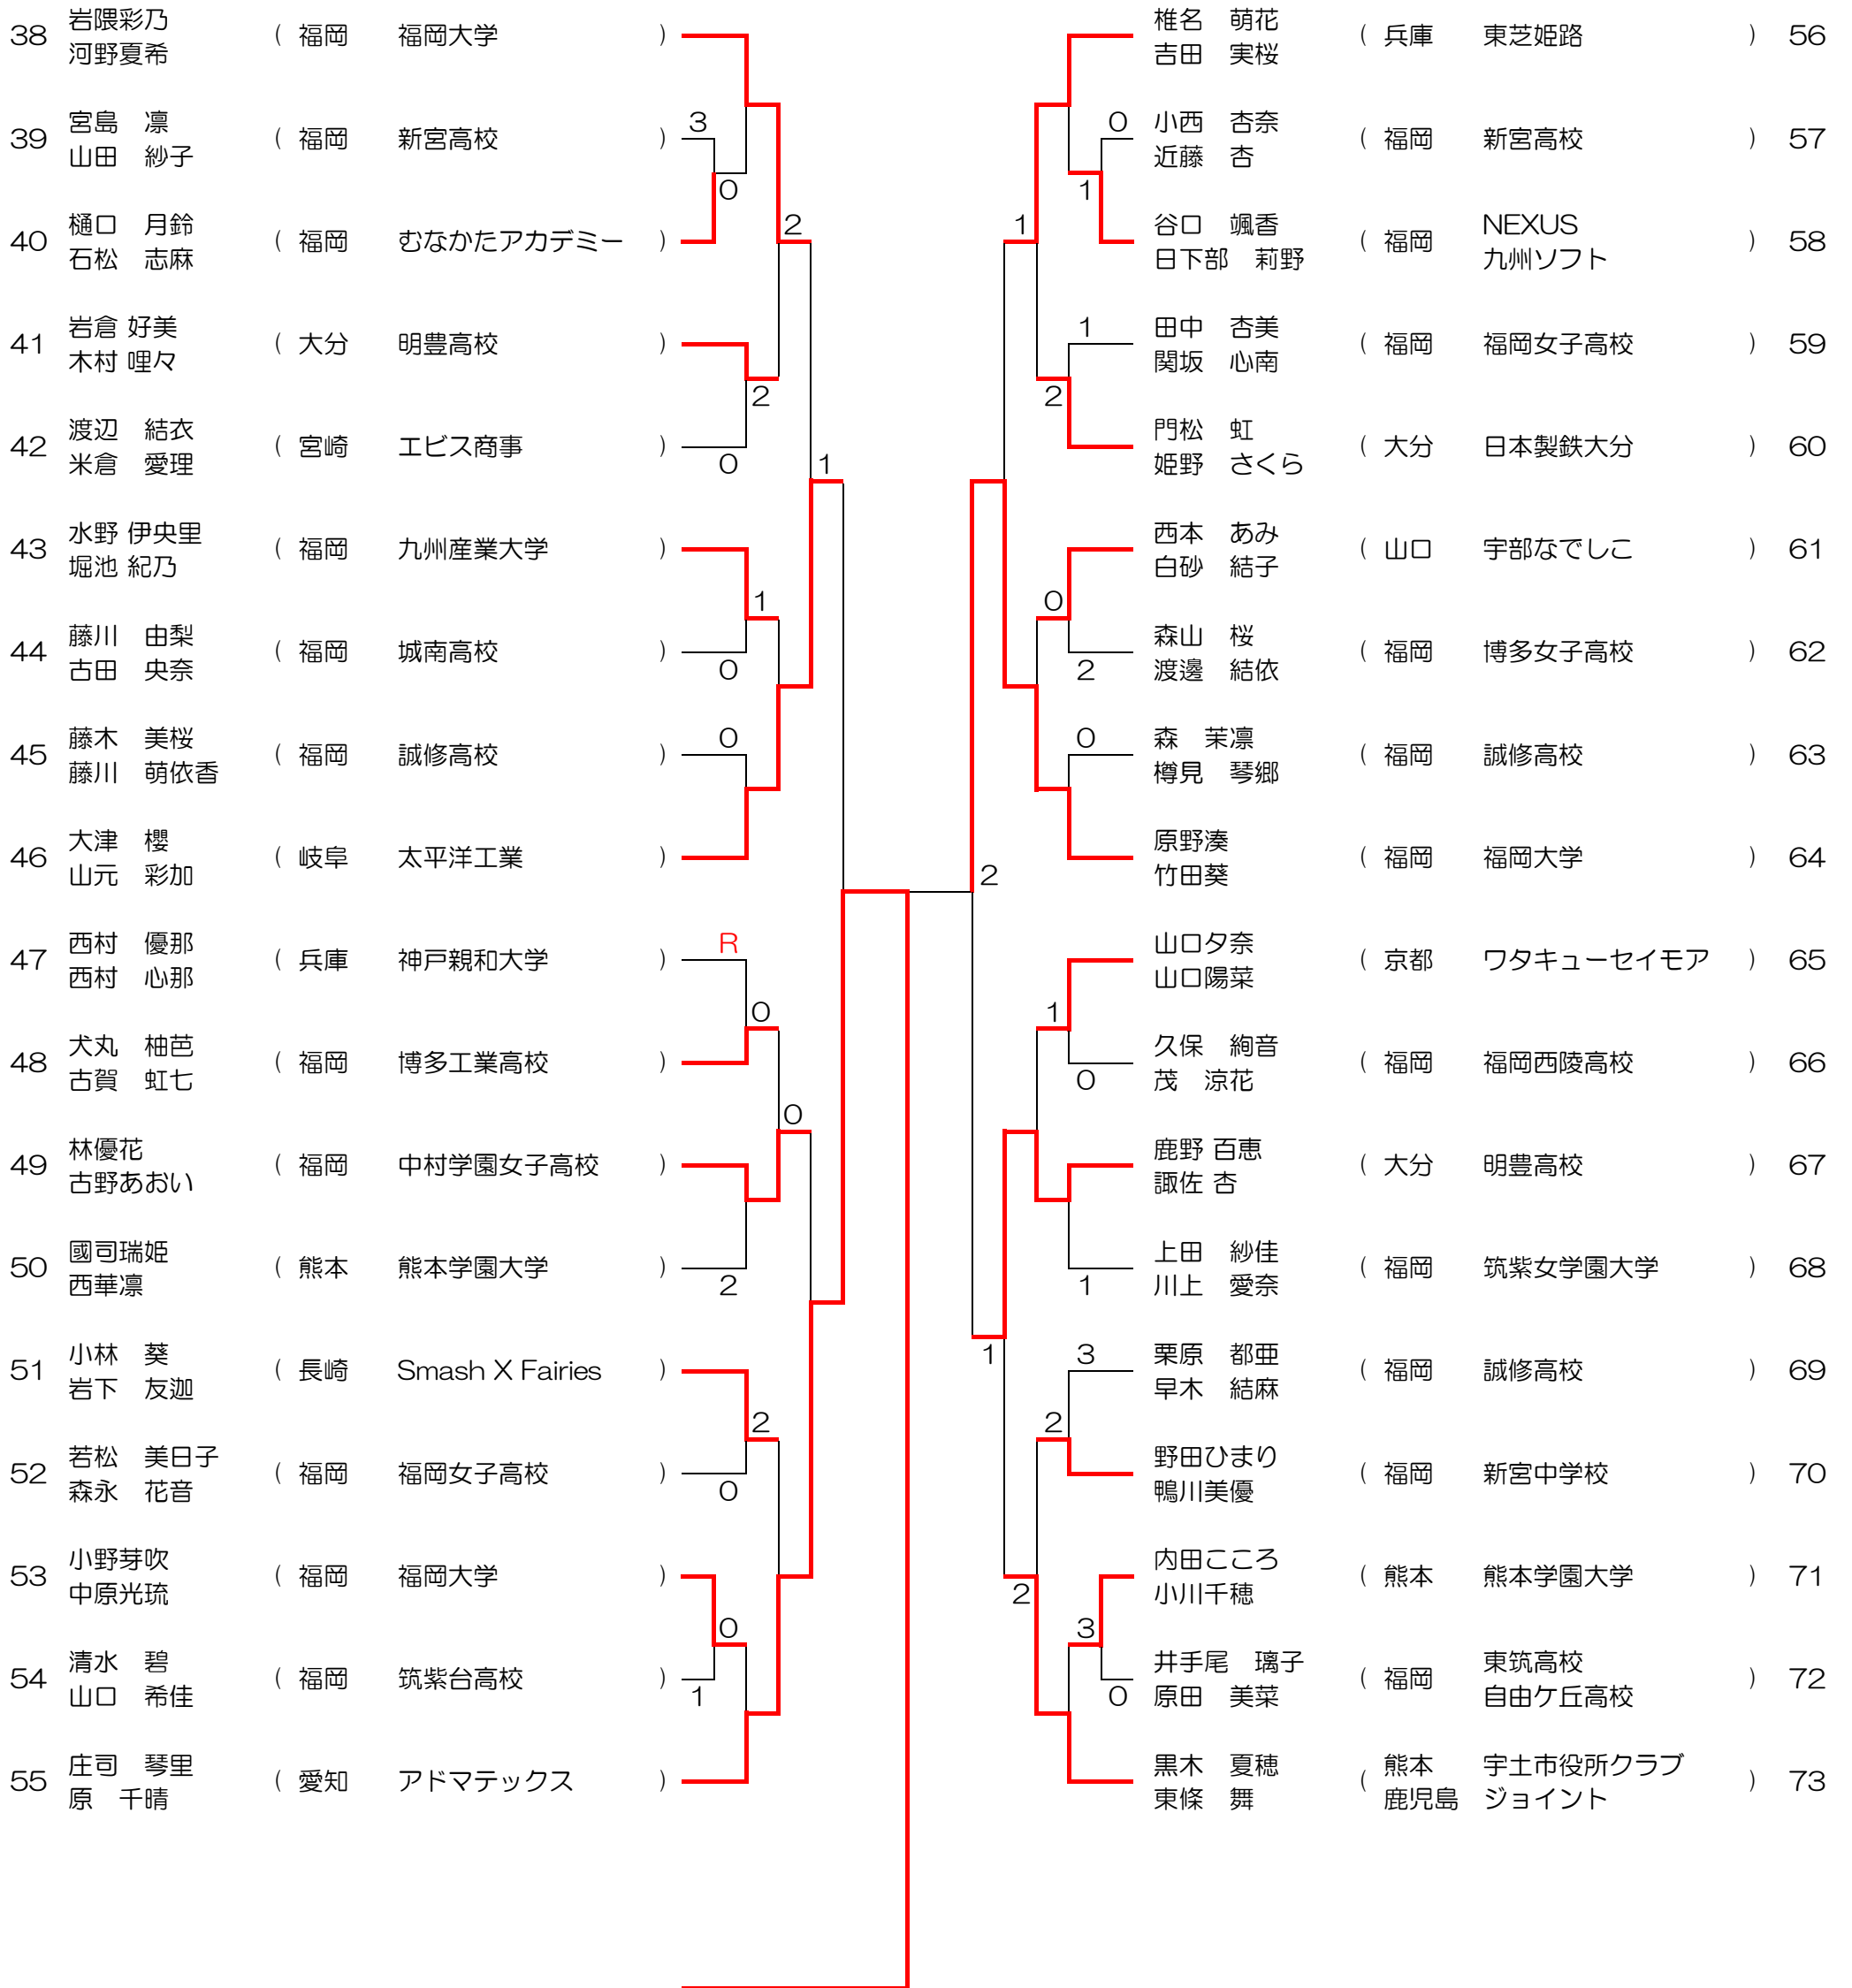 38 岩隈彩乃 ( 福岡 福岡大学 )
河野夏希
3
39 宮島 凛 ( 福岡 新宮高校 )
山田 紗子
0
40 樋口 月鈴 ( 福岡 むなかたアカデミー )
石松 志麻
2
41 岩倉 好美 ( 大分 明豊高校 )
木村 哩々
2
42 渡辺 結衣 ( 宮崎 エビス商事 )
米倉 愛理
0
1
43 水野 伊央里 ( 福岡 九州産業大学 )
堀池 紀乃
1
44 藤川 由梨 ( 福岡 城南高校 )
古田 央奈
0
45 藤木 美桜 ( 福岡 誠修高校 )
藤川 萌依香
0
46 大津 櫻 ( 岐阜 太平洋工業 )
山元 彩加
47 西村 優那 ( 兵庫 神戸親和大学 )
西村 心那
R
0
48 犬丸 柚芭 ( 福岡 博多工業高校 )
古賀 虹七
0
49 林優花 ( 福岡 中村学園女子高校 )
古野あおい
50 國司瑞姫 ( 熊本 熊本学園大学 )
西華凛
2
51 小林 葵 ( 長崎 Smash X Fairies )
岩下 友迦
2
52 若松 美日子 ( 福岡 福岡女子高校 )
森永 花音
0
53 小野芽吹 ( 福岡 福岡大学 )
中原光琉
0
54 清水 碧 ( 福岡 筑紫台高校 )
山口 希佳
1
55 庄司 琴里 ( 愛知 アドマテックス )
原 千晴
椎名 萌花 ( 兵庫 東芝姫路 ) 56
吉田 実桜
0
小西 杏奈 ( 福岡 新宮高校 ) 57
近藤 杏
1
1
谷口 颯香 ( 福岡 NEXUS ) 58
日下部 莉野 九州ソフト
1
田中 杏美 ( 福岡 福岡女子高校 ) 59
関坂 心南
2
門松 虹 ( 大分 日本製鉄大分 ) 60
姫野 さくら
西本 あみ ( 山口 宇部なでしこ ) 61
白砂 結子
0
森山 桜 ( 福岡 博多女子高校 ) 62
渡邊 結依
2
0
森 茉凛 ( 福岡 誠修高校 ) 63
樽見 琴郷
原野湊 ( 福岡 福岡大学 ) 64
竹田葵
2
山口夕奈 ( 京都 ワタキューセイモア ) 65
山口陽菜
1
久保 絢音 ( 福岡 福岡西陵高校 ) 66
茂 涼花
0
鹿野 百恵 ( 大分 明豊高校 ) 67
諏佐 杏
上田 紗佳 ( 福岡 筑紫女学園大学 ) 68
川上 愛奈
1
1
3
栗原 都亜 ( 福岡 誠修高校 ) 69
早木 結麻
2
野田ひまり ( 福岡 新宮中学校 ) 70
鴨川美優
内田こころ ( 熊本 熊本学園大学 ) 71
小川千穂
2
3
井手尾 璃子 ( 福岡 東筑高校 ) 72
原田 美菜 自由ケ丘高校
0
黒木 夏穂 ( 熊本 宇土市役所クラブ ) 73
東條 舞 鹿児島 ジョイント